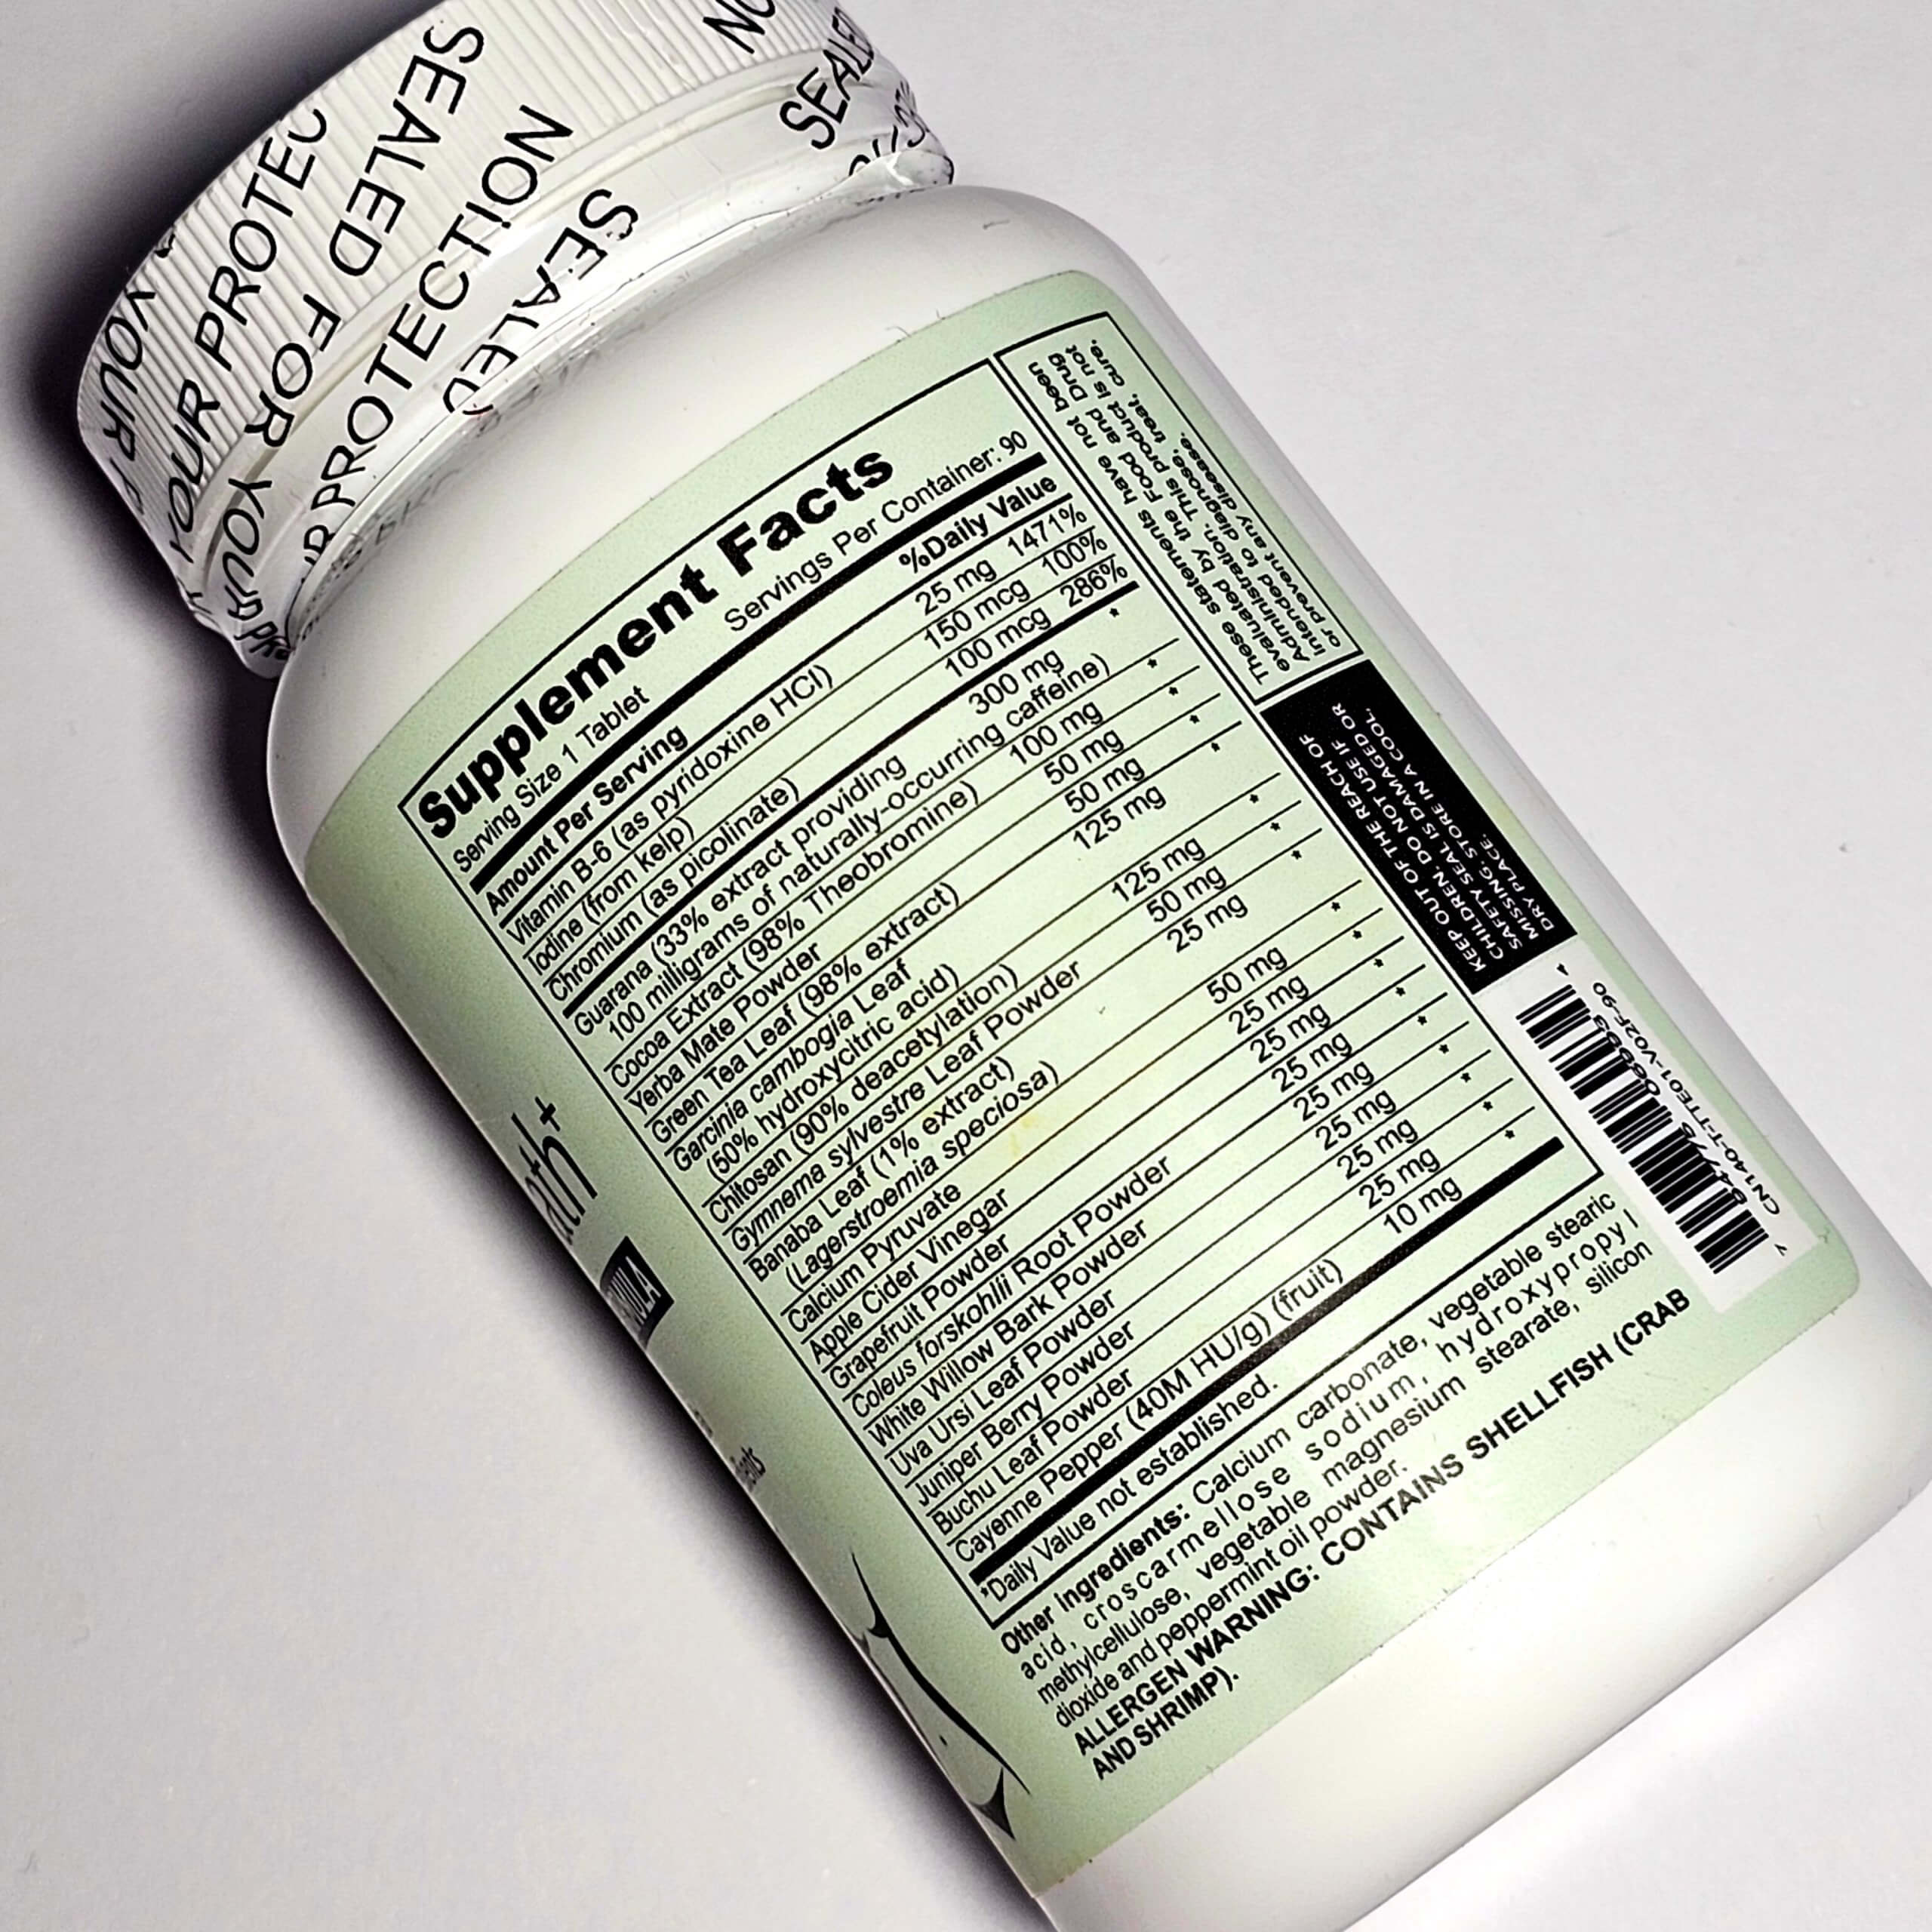 YOUR PROTEC
SEALED
SEALED FOR YOUR
PROTECTION
SEALED
Supplement Facts
Serving Size 1 Tablet Servings Per Container: 90
Amount Per Serving %Daily Value
Vitamin B-6 (as pyridoxine HCl) 25 mg 1471%
Iodine (from kelp) 150 mcg 100%
Chromium (as picolinate) 100 mcg 286%
Guarana (33% extract providing 300 mg *
100 milligrams of naturally-occurring caffeine)
Cocoa Extract (98% Theobromine) 100 mg *
Yerba Mate Powder 50 mg *
Green Tea Leaf (98% extract) 50 mg *
Garcinia cambogia Leaf 125 mg *
(50% hydroxycitric acid)
Chitosan (90% deacetylation) 125 mg *
Gymnema sylvestre Leaf Powder 50 mg *
Banaba Leaf (1% extract) 25 mg *
(Lagerstroemia speciosa)
Calcium Pyruvate 50 mg *
Apple Cider Vinegar 25 mg *
Grapefruit Powder 25 mg *
Coleus forskohlii Root Powder 25 mg *
White Willow Bark Powder 25 mg *
Uva Ursi Leaf Powder 25 mg *
Juniper Berry Powder 25 mg *
Buchu Leaf Powder 25 mg *
Cayenne Pepper (40M HU/g) (fruit) 10 mg *
*Daily Value not established.
Other Ingredients: Calcium carbonate, vegetable stearic
acid, croscarmellose sodium, hydroxypropyl
methylcellulose, vegetable magnesium stearate, silicon
dioxide and peppermint oil powder.
ALLERGEN WARNING: CONTAINS SHELLFISH (CRAB
AND SHRIMP).
These statements have not been
evaluated by the Food and Drug
Administration. This product is not
intended to diagnose, treat, cure,
or prevent any disease.
KEEP OUT OF THE REACH OF
CHILDREN. DO NOT USE IF
SAFETY SEAL IS DAMAGED OR
MISSING. STORE IN A COOL,
DRY PLACE.
CN140-T-TTE01-V02F-90